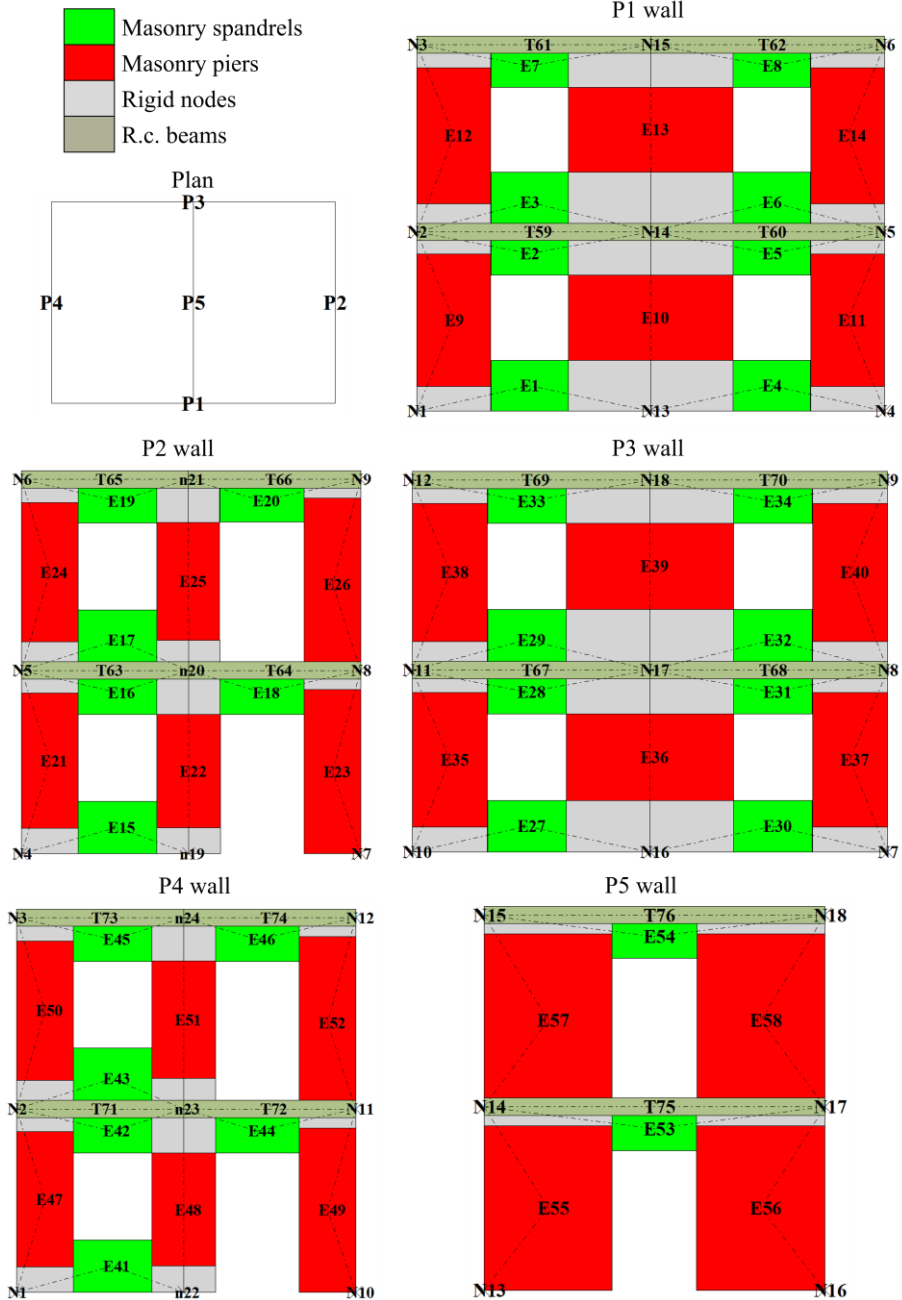 Masonry spandrels
Masonry piers
Rigid nodes
R.c. beams
Plan
P3
P4 P5 P2
P1
P1 wall
N3 T61 N15 T62 N6
E7 E8
E12 E13 E14
E3 E6
N2 T59 N14 T60 N5
E2 E5
E9 E10 E11
E1 E4
N1 N13 N4
P2 wall
N6 T65 n21 T66 N9
E19 E20
E24 E25 E26
E17
N5 T63 n20 T64 N8
E16 E18
E21 E22 E23
E15
N4 n19 N7
P3 wall
N12 T69 N18 T70 N9
E33 E34
E38 E39 E40
E29 E32
N11 T67 N17 T68 N8
E28 E31
E35 E36 E37
E27 E30
N10 N16 N7
P4 wall
N3 T73 n24 T74 N12
E45 E46
E50 E51 E52
E43
N2 T71 n23 T72 N11
E42 E44
E47 E48 E49
E41
N1 n22 N10
P5 wall
N15 T76 N18
E54
E57 E58
N14 T75 N17
E53
E55 E56
N13 N16